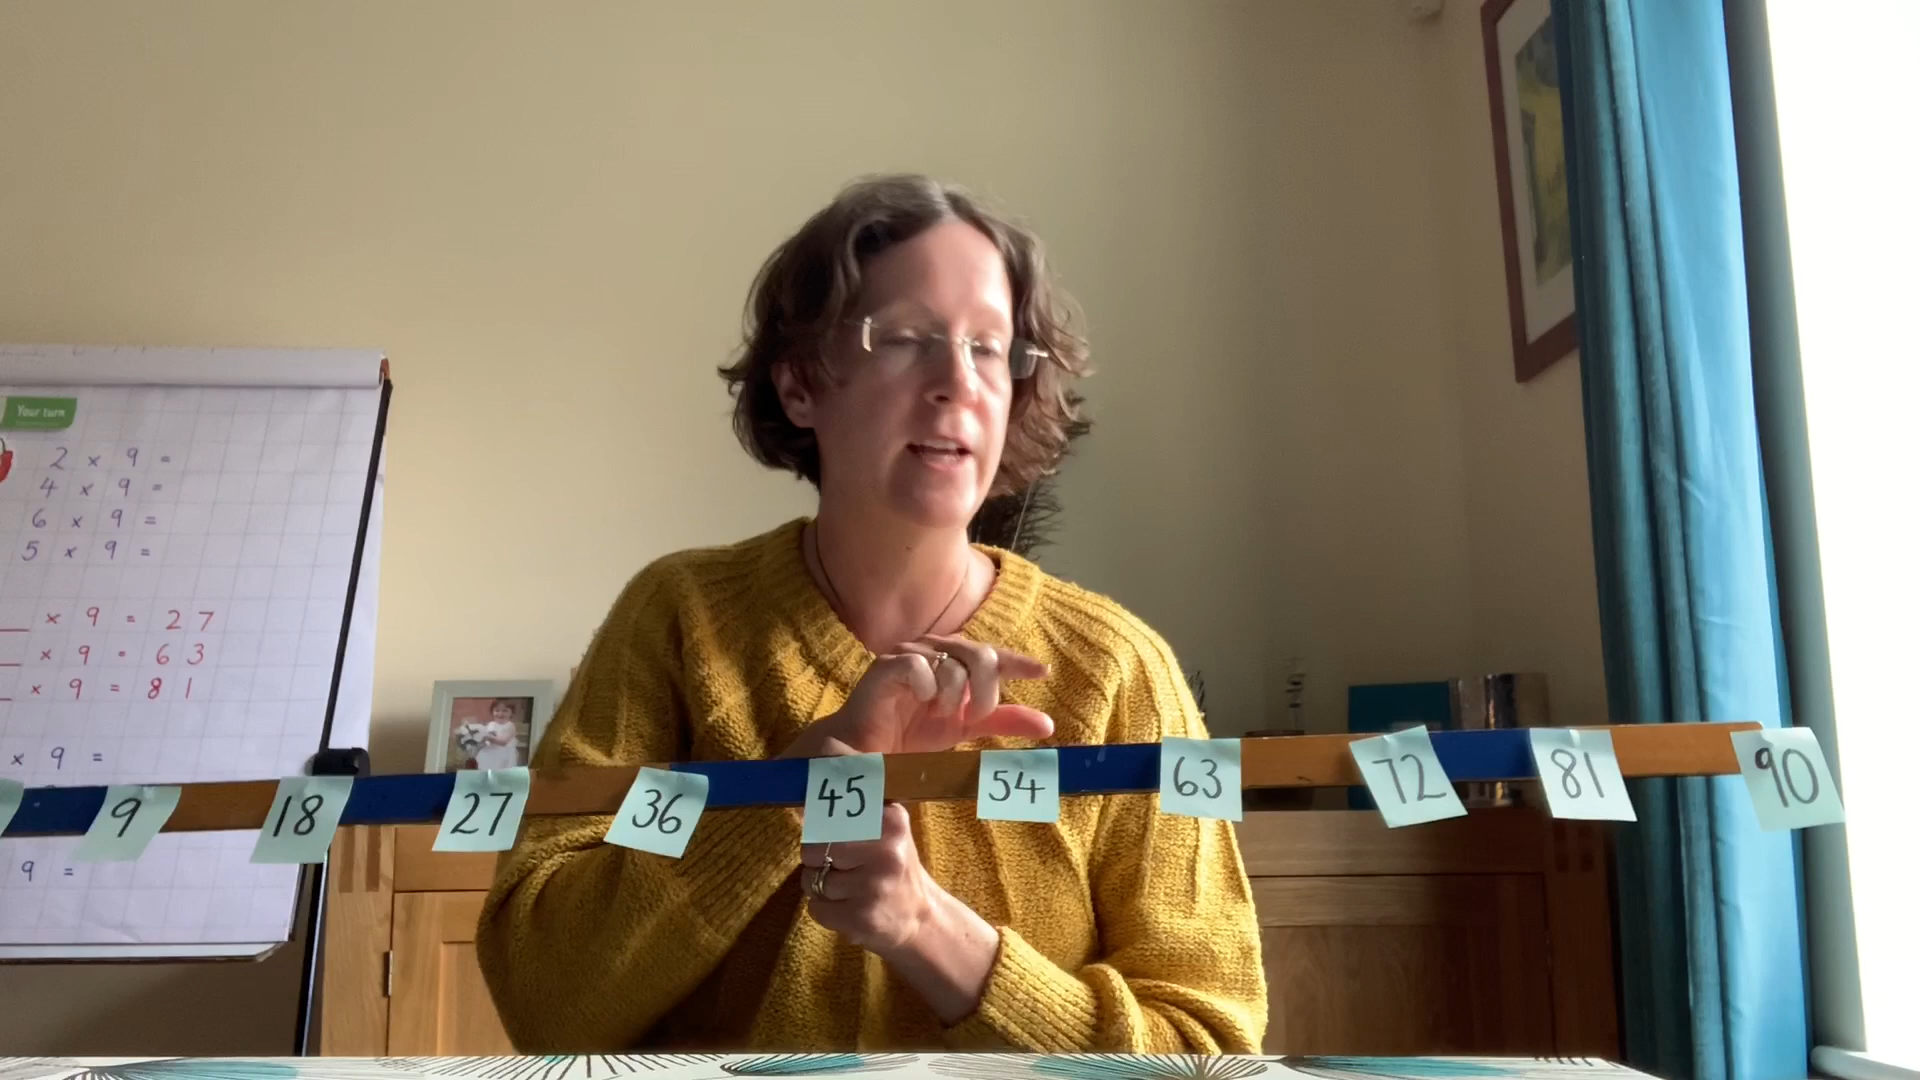 Your turn
2 × 9 =
4 × 9 =
6 × 9 =
5 × 9 =
__ × 9 = 27
_ × 9 = 63
_ × 9 = 81
× 9 =
9 =
9 18 27 36 45 54 63 72 81 90